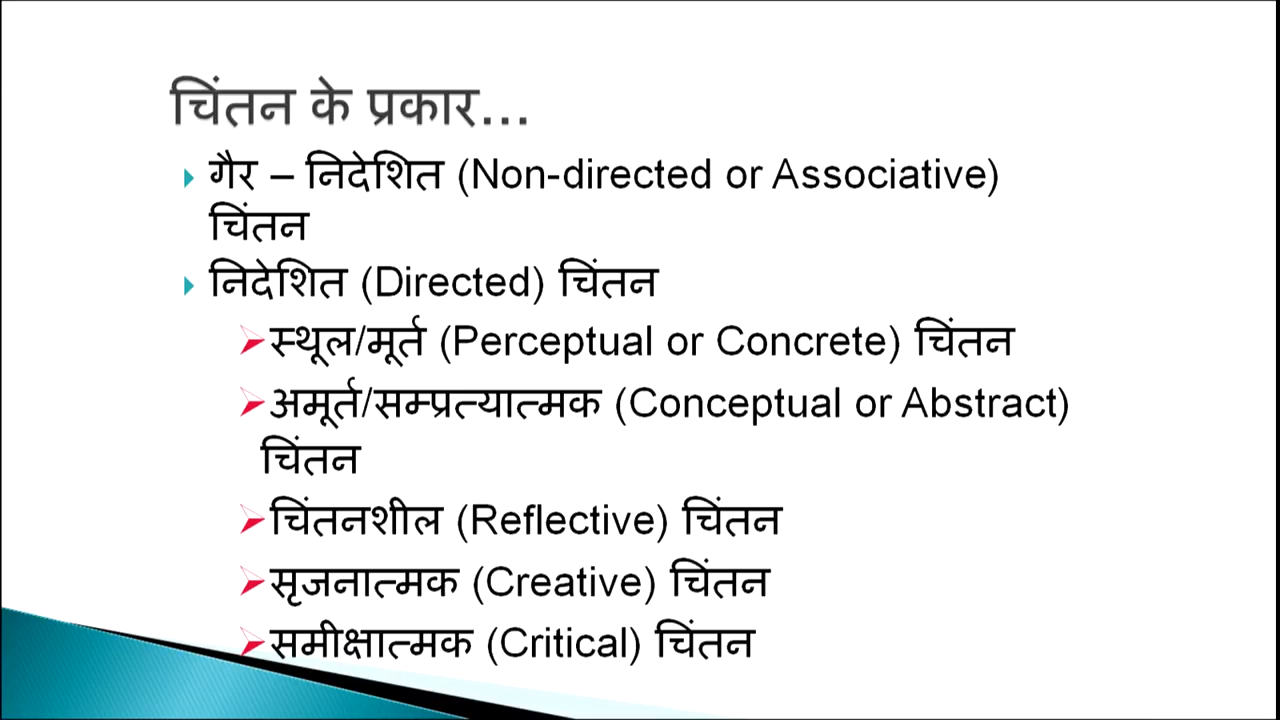 चिंतन के प्रकार...
गैर – निदेशित (Non-directed or Associative)
चिंतन
निदेशित (Directed) चिंतन
स्थूल/मूर्त (Perceptual or Concrete) चिंतन
अमूर्त/सम्प्रत्यात्मक (Conceptual or Abstract)
चिंतन
चिंतनशील (Reflective) चिंतन
सृजनात्मक (Creative) चिंतन
समीक्षात्मक (Critical) चिंतन